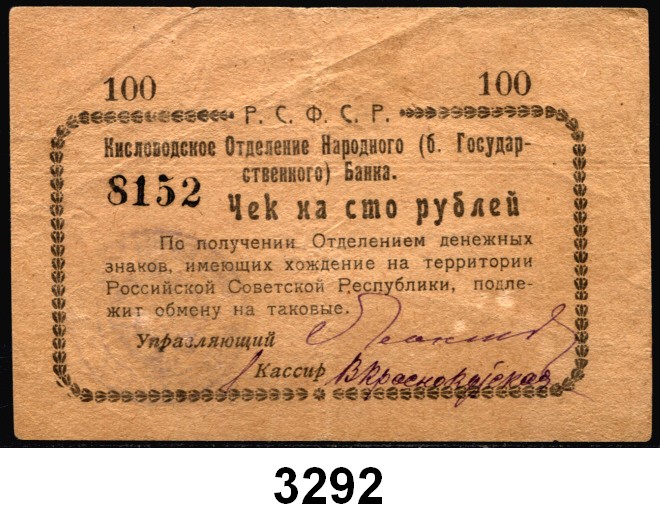 100 100
Р. С. Ф. С. Р.
Кисловодское Отделение Народного (б. Государ-
ственного) Банка.
8152 Чек на сто рублей
По получении Отделением денежных
знаков, имеющих хождение на территории
Российской Советской Республики, подле-
жит обмену на таковые.
Управляющий
Кассир
3292